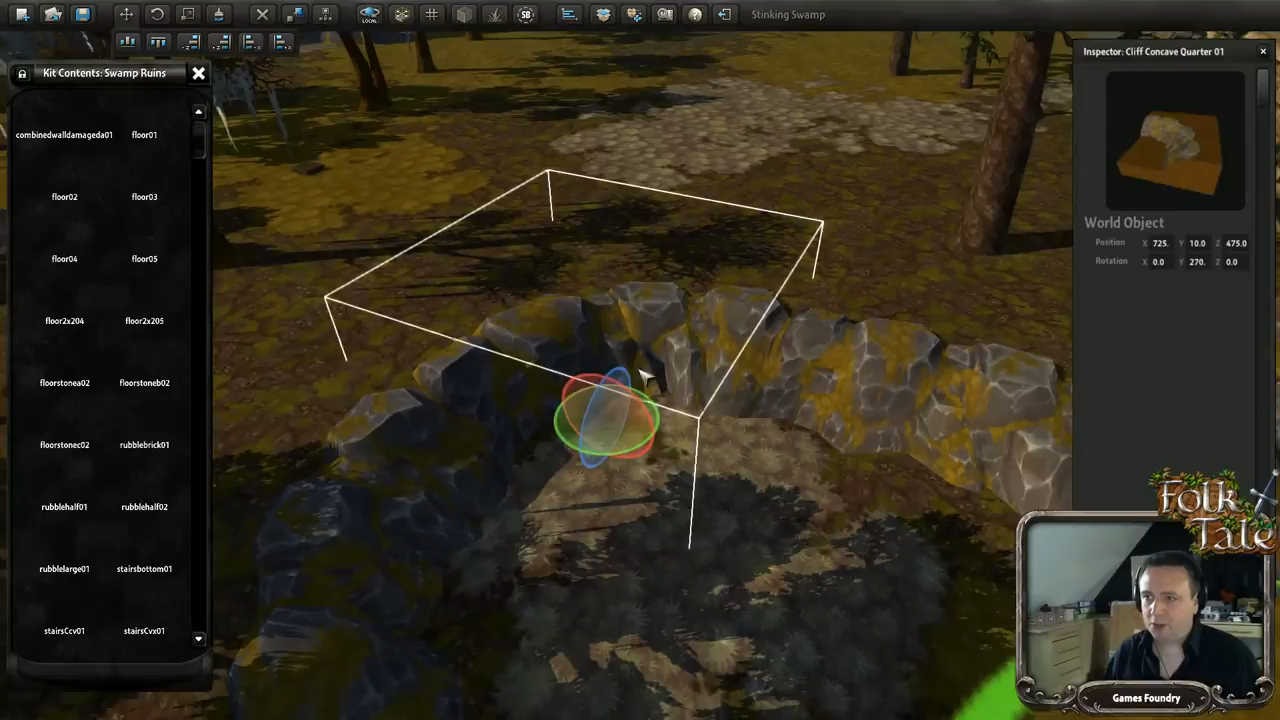 LOCAL
SB
Stinking Swamp
Kit Contents: Swamp Ruins
combinedwalldamageda01 floor01
floor02 floor03
floor04 floor05
floor2x204 floor2x205
floorstonea02 floorstoneb02
floorstonec02 rubblebrick01
rubblehalf01 rubblehalf02
rubblelarge01 stairsbottom01
stairsCcv01 stairsCvx01
Inspector: Cliff Concave Quarter 01
World Object
Position X 725. Y 10.0 Z 475.0
Rotation X 0.0 Y 270. Z 0.0
Folk
Tale
Games Foundry